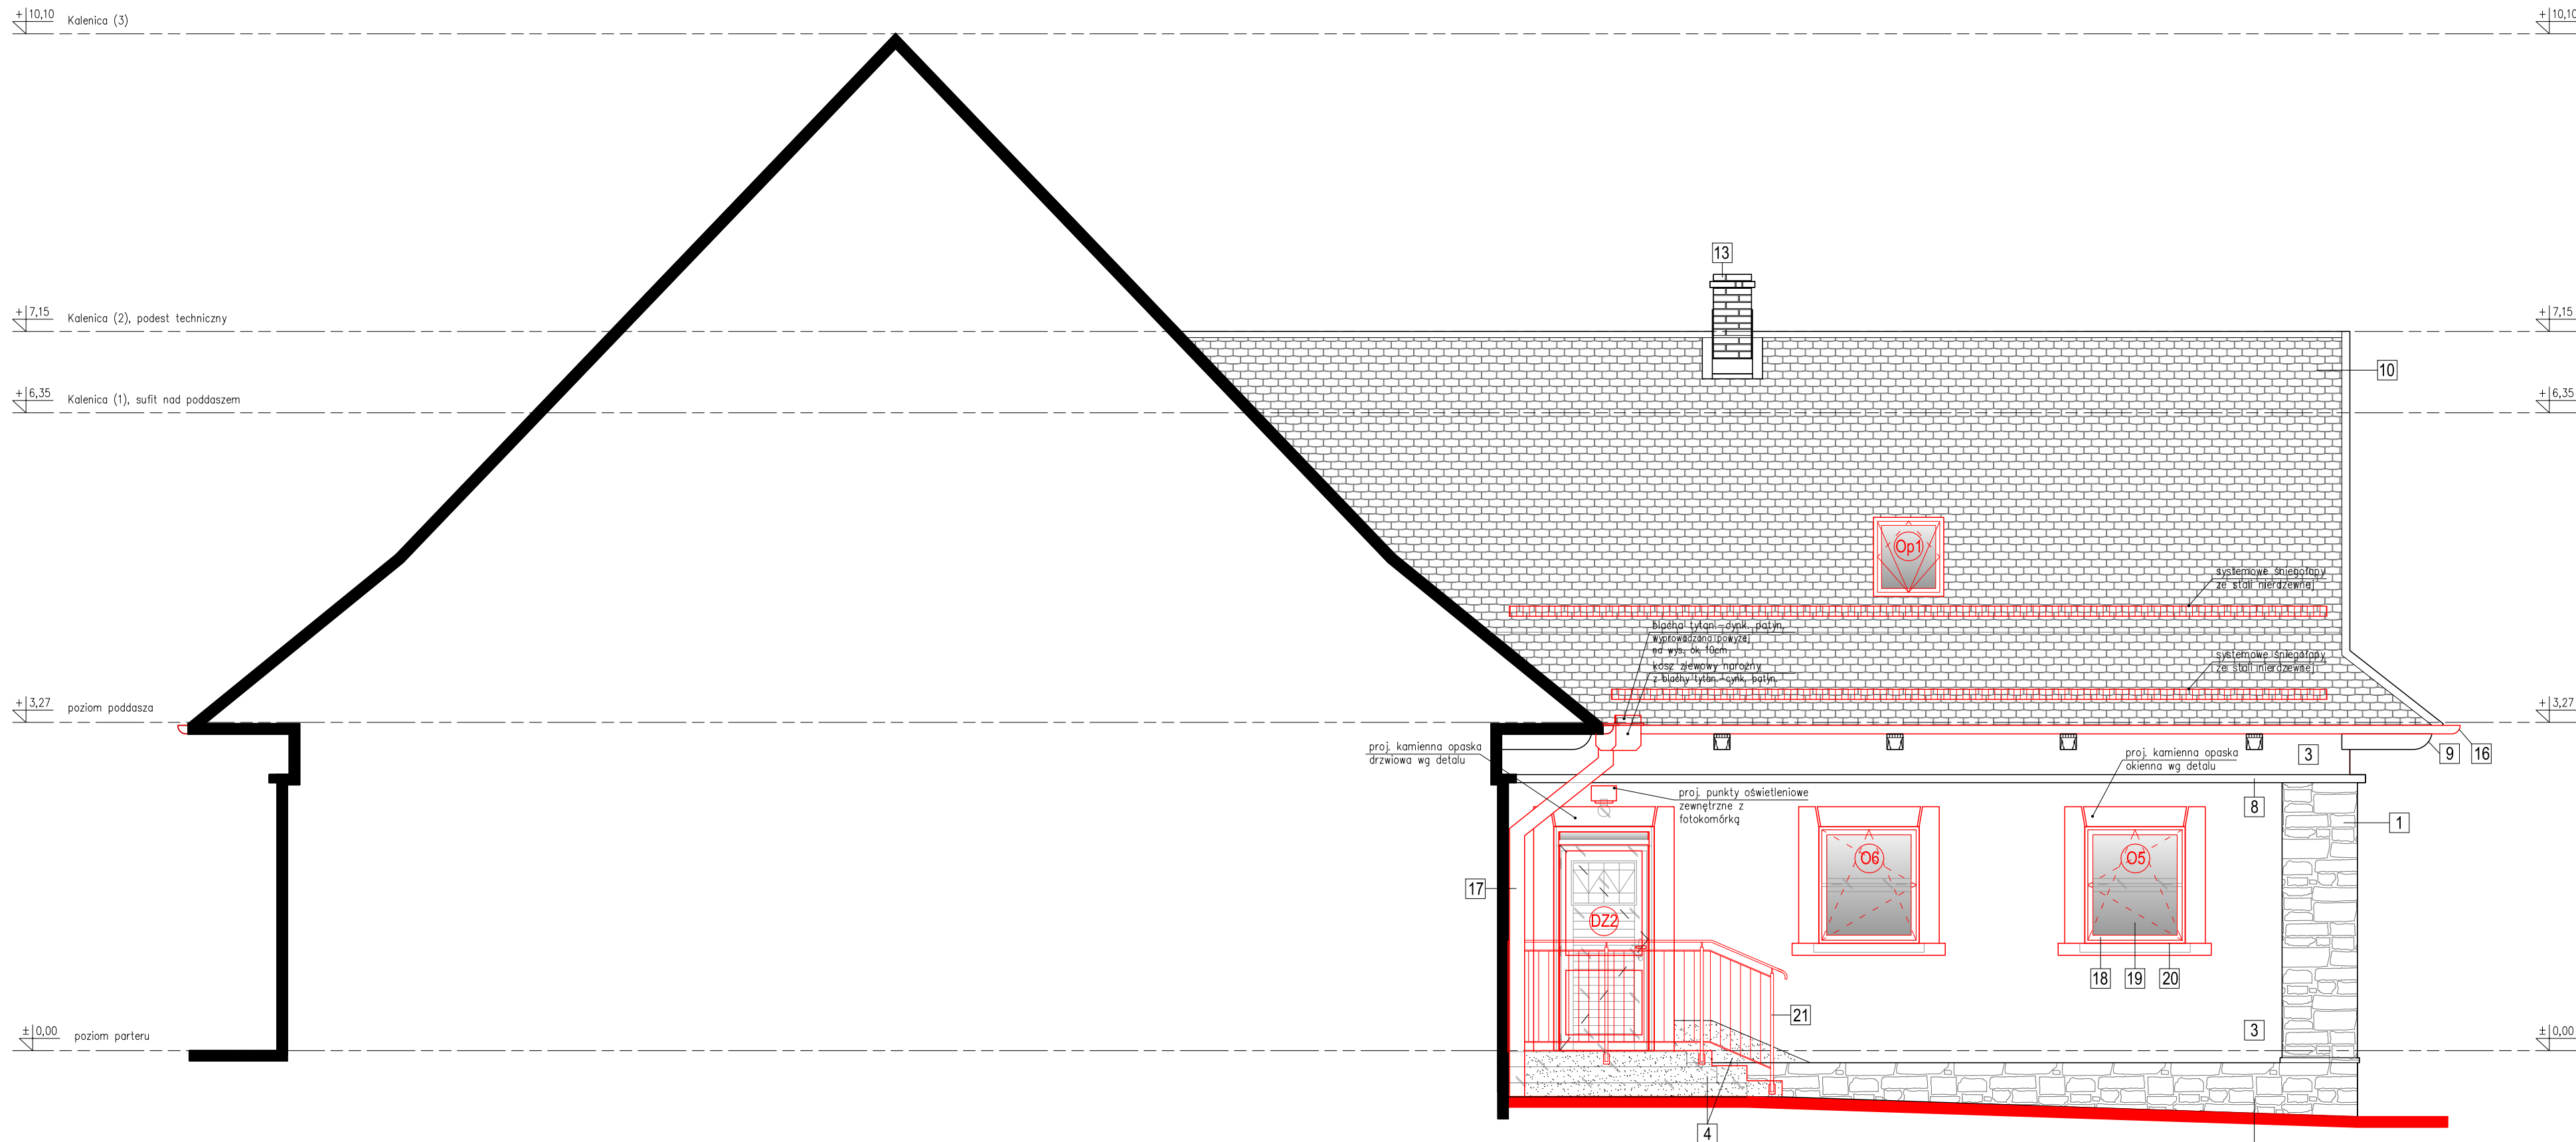 +10,10 Kalenica (3)
+10,10
13
+7,15 Kalenica (2), podest techniczny
+7,15
10
+6,35 Kalenica (1), sufit nad poddaszem
+6,35
Op1
systemowe śniegołapy
ze stali nierdzewnej
blacha tytan.-cynk. patyn.
wyprowadzona powyżej
na wys. ok 10cm
kosz zlewowy narożny
z blachy tytan.-cynk. patyn.
systemowe śniegołapy
ze stali nierdzewnej
+3,27 poziom poddasza
+3,27
proj. kamienna opaska
drzwiowa wg detalu
proj. kamienna opaska
okienna wg detalu
3
9
16
proj. punkty oświetleniowe
zewnętrzne z
fotokomórką
8
1
O6
O5
17
DZ2
18
19
20
21
3
±0,00 poziom parteru
±0,00
4